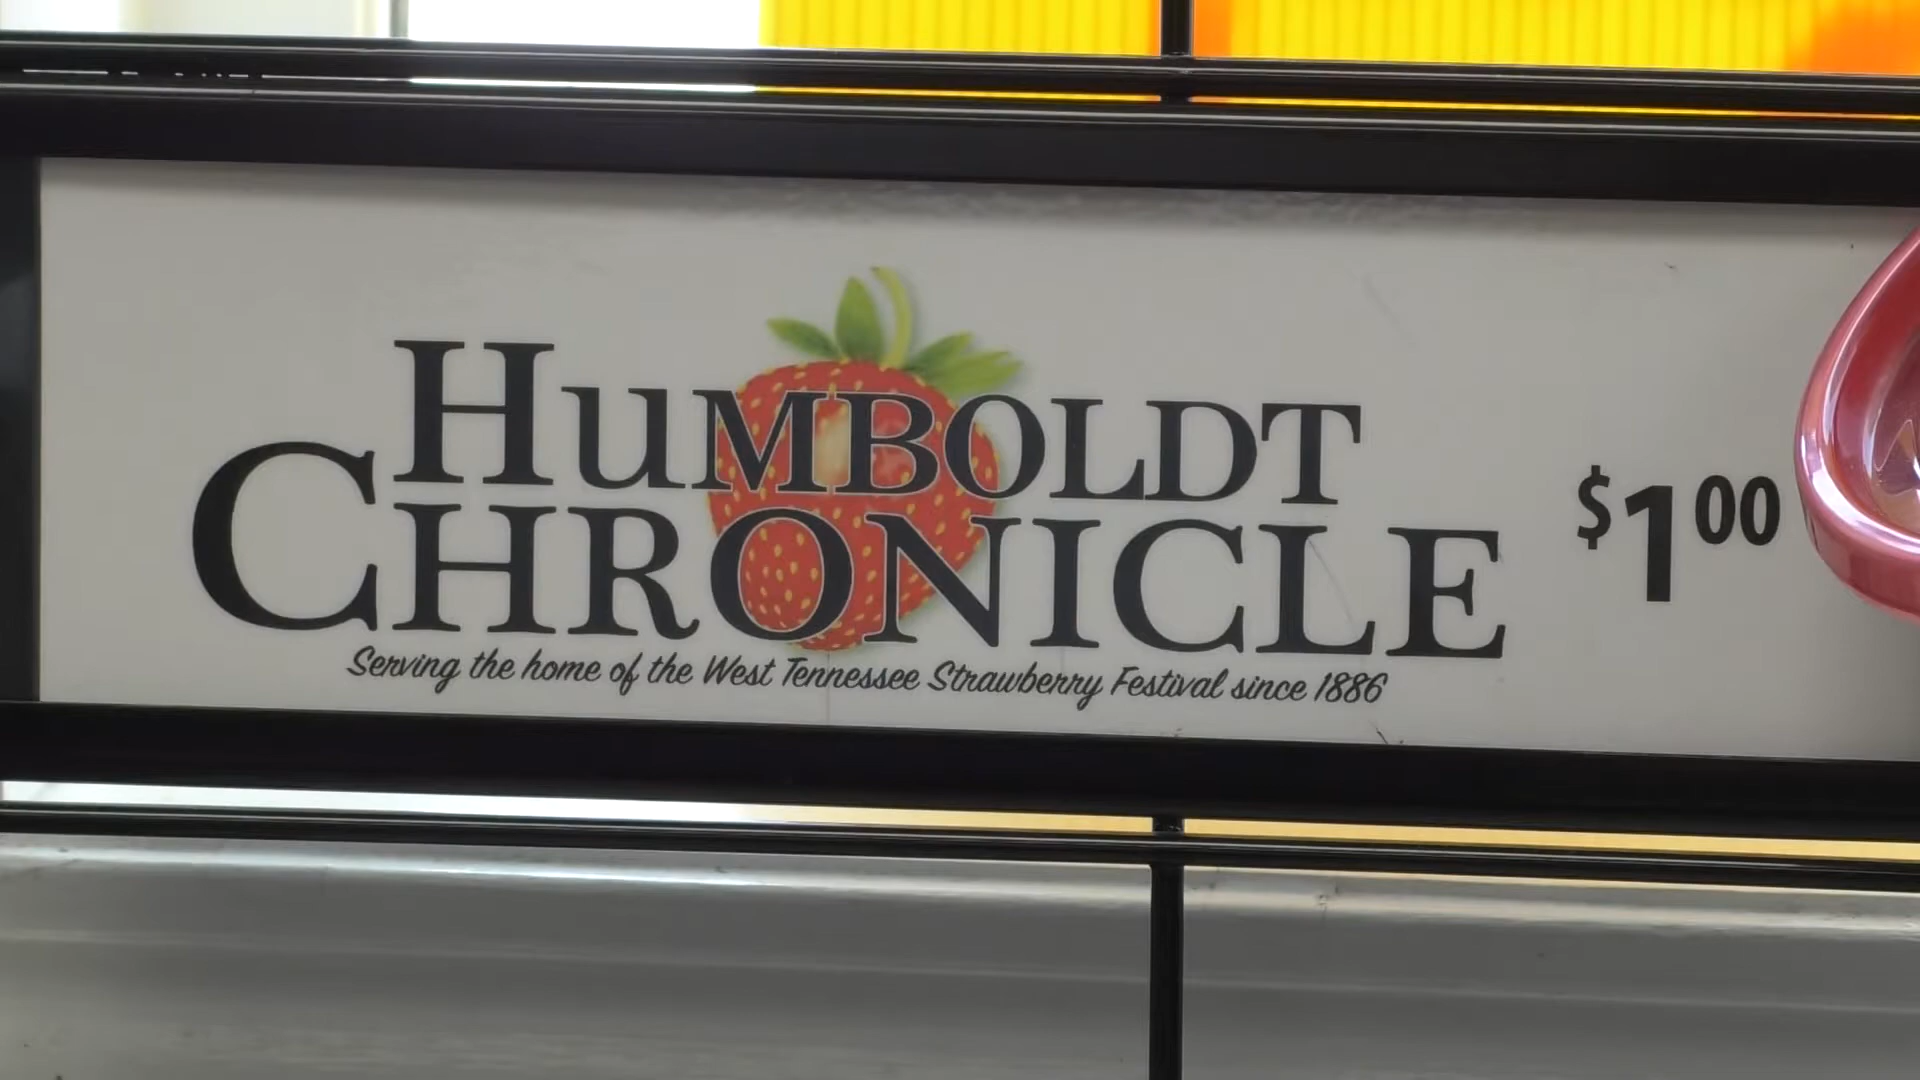 HUMBOLDT
CHRONICLE
$1 00
Serving the home of the West Tennessee Strawberry Festival since 1886